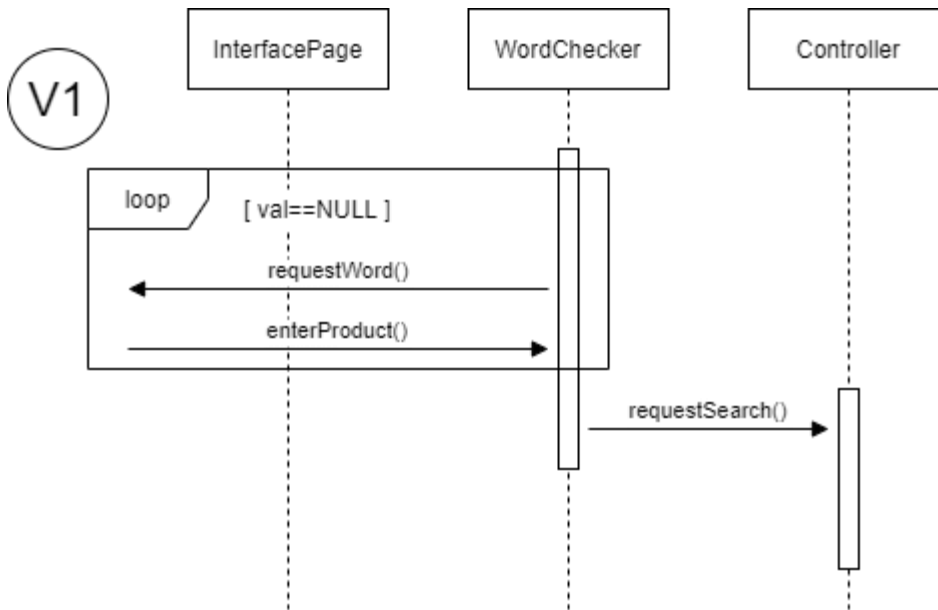 InterfacePage
WordChecker
Controller
V1
loop
[ val==NULL ]
requestWord()
enterProduct()
requestSearch()